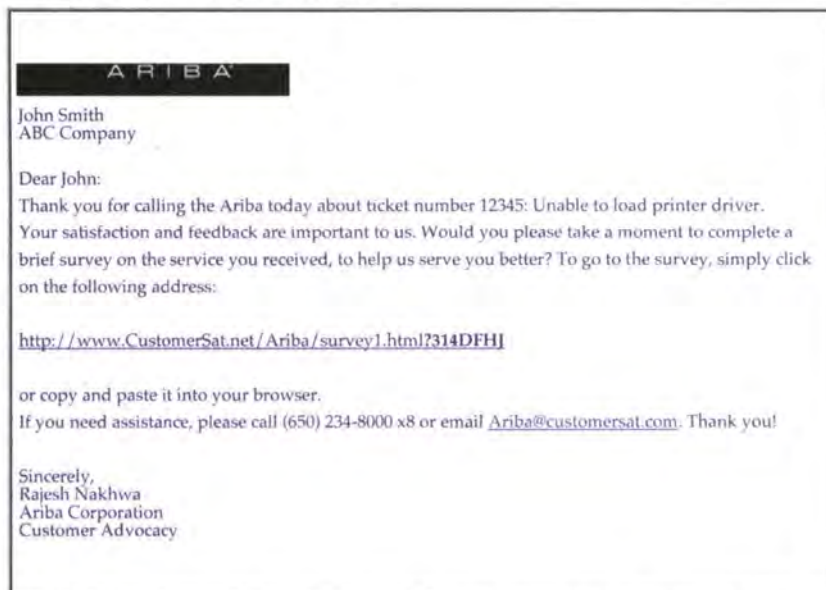 ARIBA®
John Smith
ABC Company
Dear John:
Thank you for calling the Ariba today about ticket number 12345: Unable to load printer driver.
Your satisfaction and feedback are important to us. Would you please take a moment to complete a
brief survey on the service you received, to help us serve you better? To go to the survey, simply click
on the following address:
http://www.CustomerSat.net/Ariba/survey1.html?314DFHJ
or copy and paste it into your browser.
If you need assistance, please call (650) 234-8000 x8 or email Ariba@customersat.com. Thank you!
Sincerely,
Rajesh Nakhwa
Ariba Corporation
Customer Advocacy